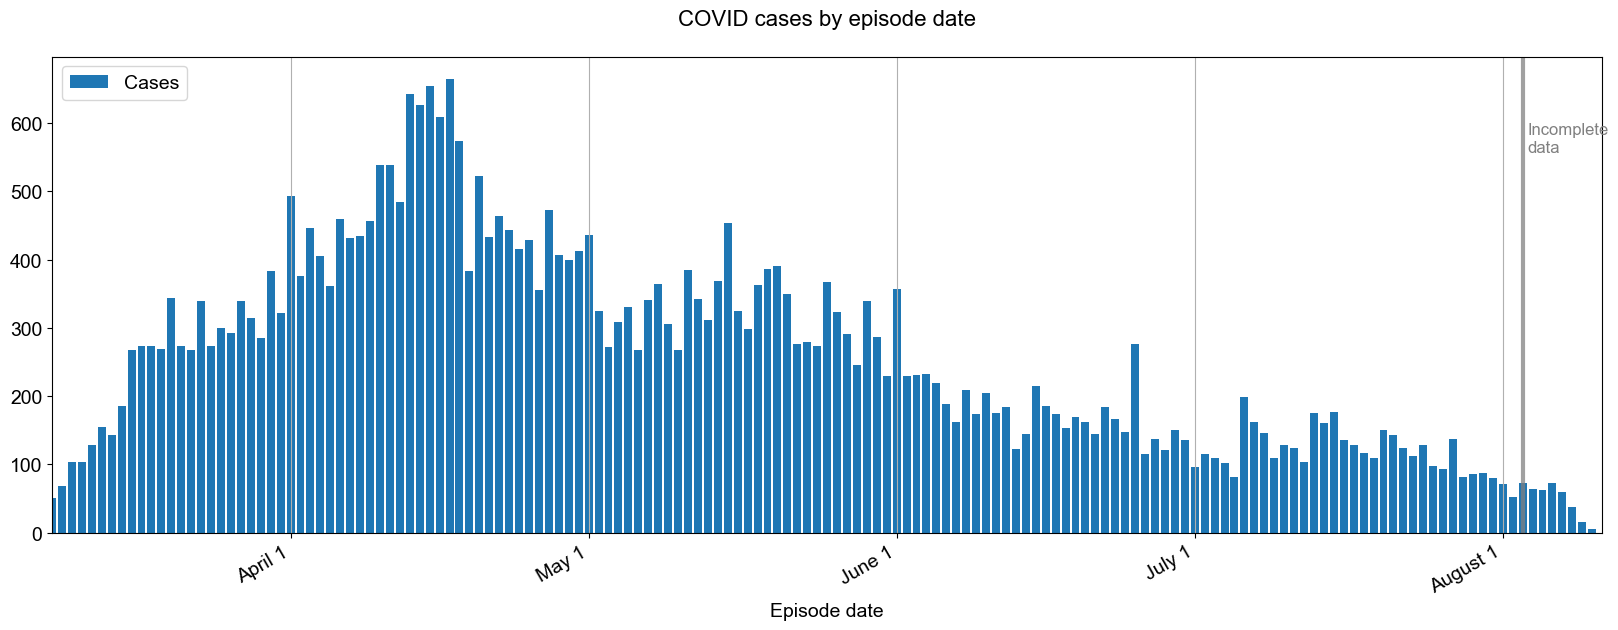 COVID cases by episode date
Cases
600
500
400
300
200
100
0
Incomplete
data
April 1
May 1
June 1
July 1
August 1
Episode date